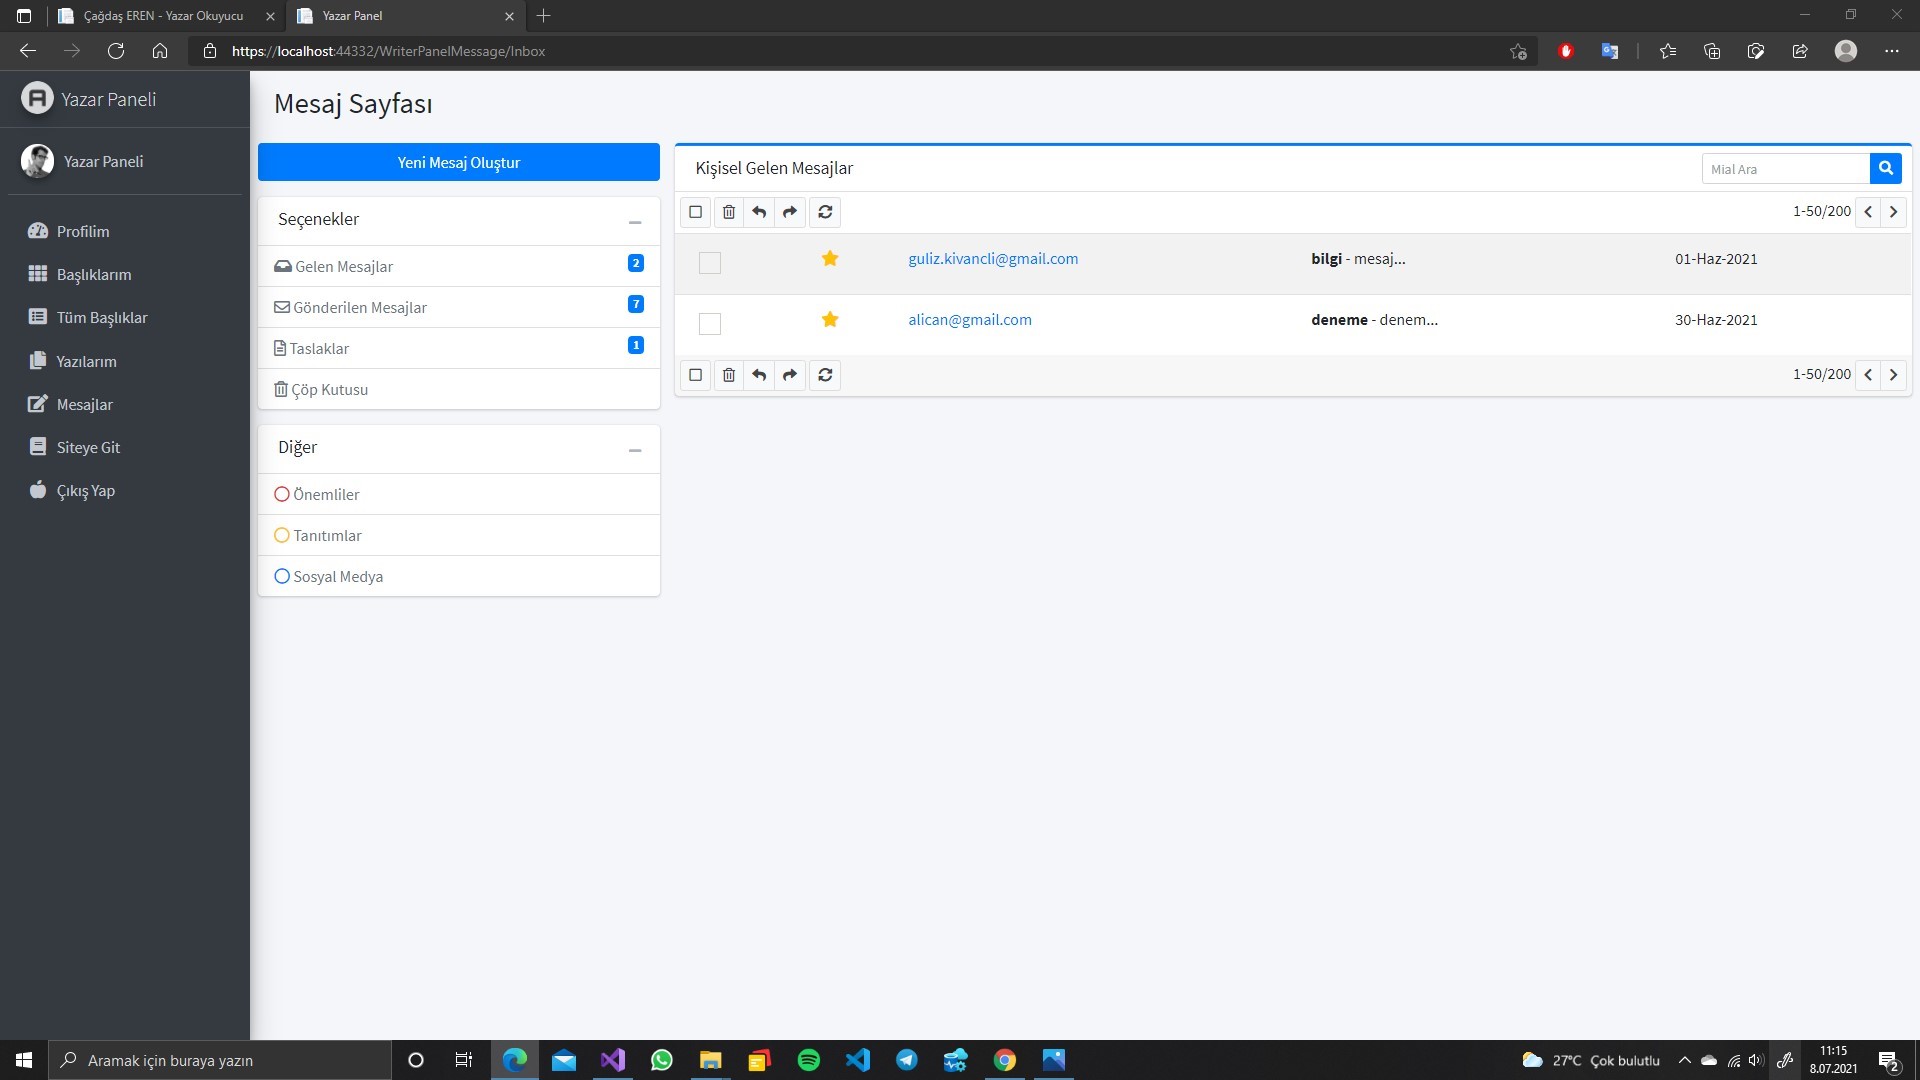 Çağdaş EREN - Yazar Okuyucu
Yazar Panel
https://localhost:44332/WriterPanelMessage/Inbox
Yazar Paneli
Yazar Paneli
Profilim
Başlıklarım
Tüm Başlıklar
Yazılarım
Mesajlar
Siteye Git
Çıkış Yap
Mesaj Sayfası
Yeni Mesaj Oluştur
Seçenekler
Gelen Mesajlar 2
Gönderilen Mesajlar 7
Taslaklar 1
Çöp Kutusu
Diğer
Önemliler
Tanıtımlar
Sosyal Medya
Kişisel Gelen Mesajlar
Mial Ara
1-50/200
guliz.kivancli@gmail.com bilgi - mesaj... 01-Haz-2021
alican@gmail.com deneme - denem... 30-Haz-2021
1-50/200
Aramak için buraya yazın
27°C Çok bulutlu
11:15
8.07.2021
2